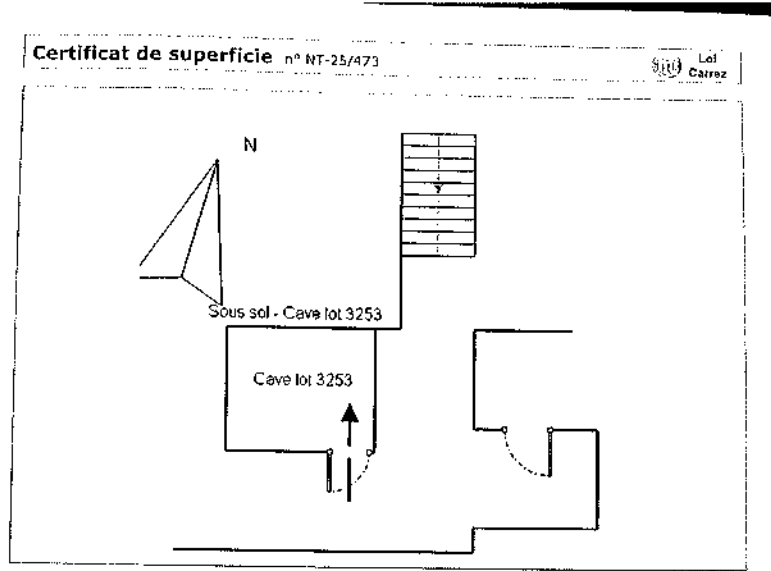 Certificat de superficie n° NT-25/473
Loi
Carrez
N
Sous sol - Cave lot 3253
Cave lot 3253